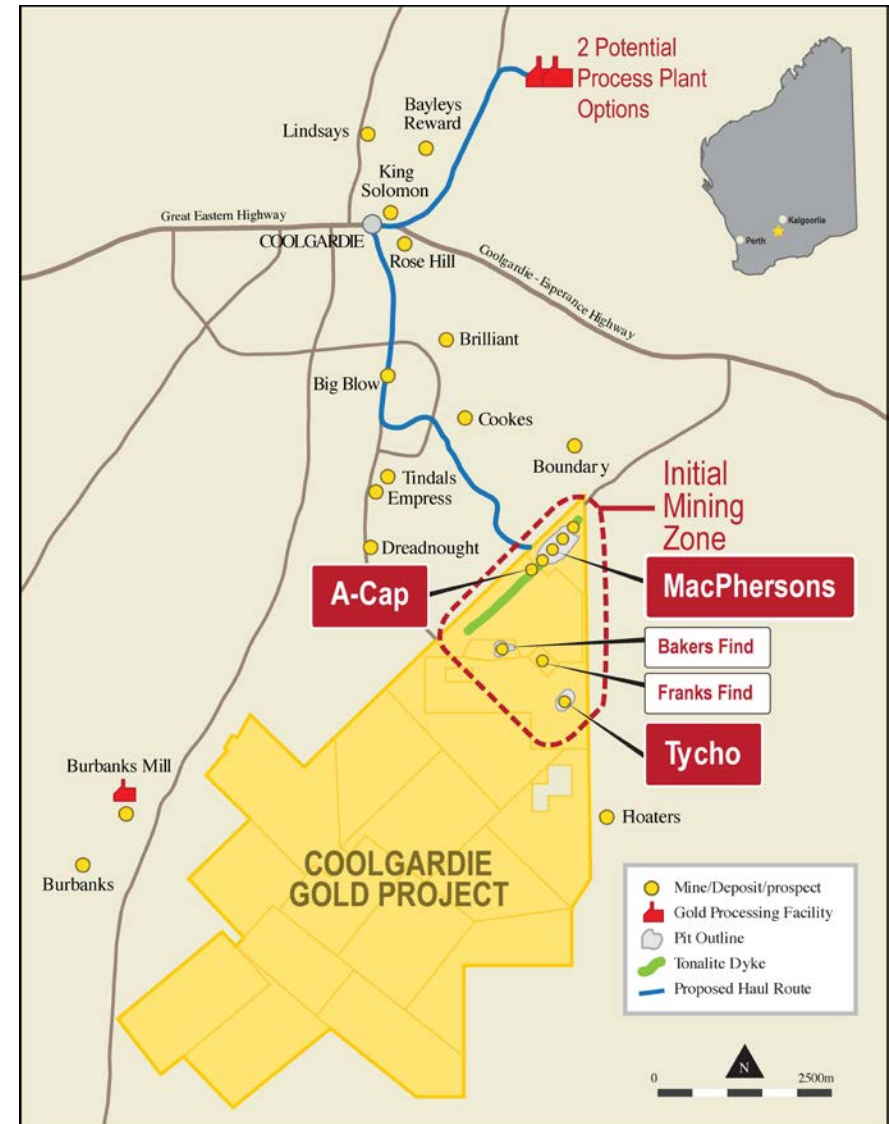 2 Potential
Process Plant
Options
Bayleys
Reward
Lindsays
King
Solomon
Great Eastern Highway
COOLGARDIE
Rose Hill
Coolgardie - Esperance Highway
Kalgoorlie
Perth
Brilliant
Big Blow
Cookes
Boundary
Tindals
Empress
Initial
Mining
Zone
Dreadnought
A-Cap
MacPhersons
Bakers Find
Franks Find
Tycho
Burbanks Mill
Hoaters
Burbanks
COOLGARDIE
GOLD PROJECT
Mine/Deposit/prospect
Gold Processing Facility
Pit Outline
Tonalite Dyke
Proposed Haul Route
N
0 2500m